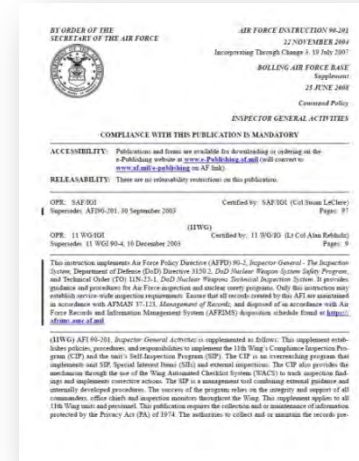 BY ORDER OF THE
SECRETARY OF THE AIR FORCE
AIR FORCE INSTRUCTION 90-201
22 NOVEMBER 2004
Incorporating Through Change 3, 19 July 2007
BOLLING AIR FORCE BASE
Supplement
25 JUNE 2008
Command Policy
INSPECTOR GENERAL ACTIVITIES
COMPLIANCE WITH THIS PUBLICATION IS MANDATORY
ACCESSIBILITY: Publications and forms are available for downloading or ordering on the
e-Publishing website at www.e-Publishing.af.mil (will convert to
www.af.mil/e-publishing on AF link).
RELEASABILITY: There are no releasability restrictions on this publication.
OPR: SAF/IGI
Certified by: SAF/IGI (Col Susan LeClere)
Supersedes: AFI90-201, 30 September 2003
Pages: 97
(11WG)
OPR: 11 WG/IGI
Certified by: 11 WG/IG (Lt Col Alan Rebholz)
Supersedes: 11 WGI 90-4, 10 December 2003
Pages: 9
This instruction implements Air Force Policy Directive (AFPD) 90-2, Inspector General - The Inspection
System; Department of Defense (DoD) Directive 3150.2, DoD Nuclear Weapon System Safety Program;
and Technical Order (TO) 11N-25-1, DoD Nuclear Weapons Technical Inspection System. It provides
guidance and procedures for Air Force inspection and nuclear surety programs. Only this instruction may
establish service-wide inspection requirements. Ensure that all records created by this AFI are maintained
in accordance with AFMAN 37-123, Management of Records, and disposed of in accordance with Air
Force Records and Information Management System (AFRIMS) disposition schedule found at https://
afrims.amc.af.mil.
(11WG) AFI 90-201, Inspector General Activities is supplemented as follows: This supplement estab-
lishes policies, procedures, and responsibilities to implement the 11th Wing's Compliance Inspection Pro-
gram (CIP) and the unit's Self-Inspection Program (SIP). The CIP is an overreaching program that
implements unit SIP, Special Interest Items (SIIs) and external inspections. The CIP also provides the
mechanism through the use of the Wing Automated Checklist System (WACS) to track inspection find-
ings and implements corrective actions. The SIP is a management tool combining external guidance and
internally developed procedures. The success of the program relies on the integrity and support of all
commanders, office chiefs and inspection monitors throughout the Wing. This supplement applies to all
11th Wing units and personnel. This publication requires the collection and or maintenance of information
protected by the Privacy Act (PA) of 1974. The authorities to collect and or maintain the records pre-